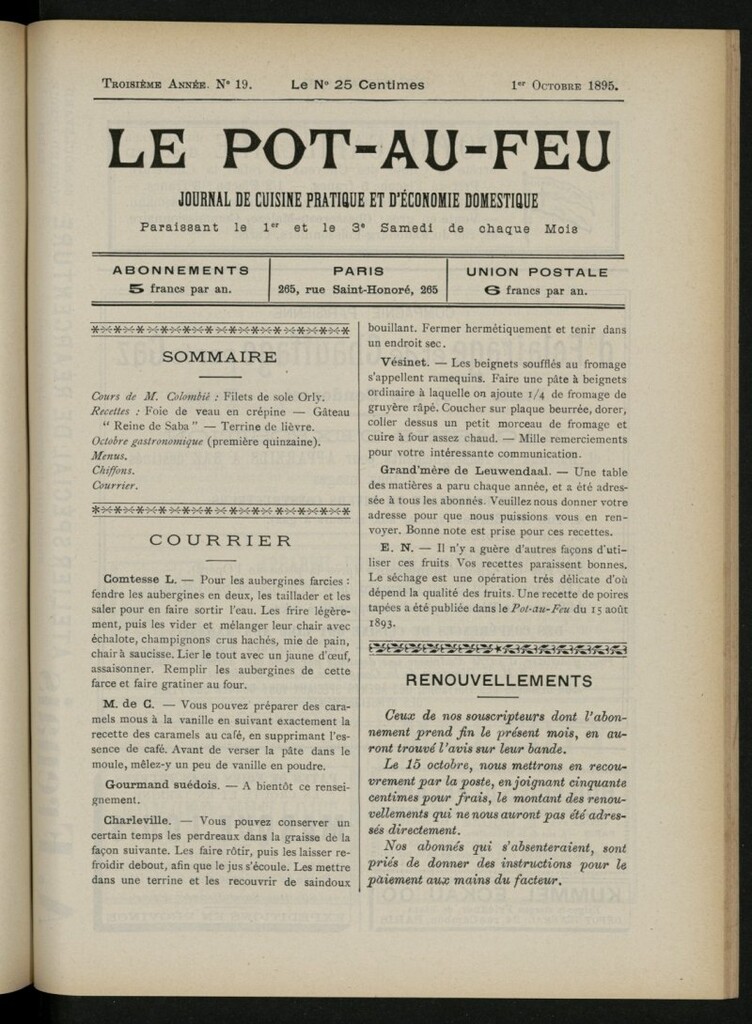 TROISIÈME ANNÉE. N° 19.
Le N° 25 Centimes
1er OCTOBRE 1895.
LE POT-AU-FEU
JOURNAL DE CUISINE PRATIQUE ET D'ÉCONOMIE DOMESTIQUE
Paraissant le 1er et le 3e Samedi de chaque Mois
ABONNEMENTS
5 francs par an.
PARIS
265, rue Saint-Honoré, 265
UNION POSTALE
6 francs par an.
SOMMAIRE
Cours de M. Colombié : Filets de sole Orly.
Recettes : Foie de veau en crépine — Gâteau
“ Reine de Saba ” — Terrine de lièvre.
Octobre gastronomique (première quinzaine).
Menus.
Chiffons.
Courrier.
COURRIER
Comtesse L. — Pour les aubergines farcies :
fendre les aubergines en deux, les taillader et les
saler pour en faire sortir l'eau. Les frire légère-
ment, puis les vider et mélanger leur chair avec
échalote, champignons crus hachés, mie de pain,
chair à saucisse. Lier le tout avec un jaune d'œuf,
assaisonner. Remplir les aubergines de cette
farce et faire gratiner au four.
M. de C. — Vous pouvez préparer des cara-
mels mous à la vanille en suivant exactement la
recette des caramels au café, en supprimant l'es-
sence de café. Avant de verser la pâte dans le
moule, mêlez-y un peu de vanille en poudre.
Gourmand suédois. — A bientôt ce rensei-
gnement.
Charleville. — Vous pouvez conserver un
certain temps les perdreaux dans la graisse de la
façon suivante. Les faire rôtir, puis les laisser re-
froidir debout, afin que le jus s'écoule. Les mettre
dans une terrine et les recouvrir de saindoux
bouillant. Fermer hermétiquement et tenir dans
un endroit sec.
Vésinet. — Les beignets soufflés au fromage
s'appellent ramequins. Faire une pâte à beignets
ordinaire à laquelle on ajoute 1/4 de fromage de
gruyère râpé. Coucher sur plaque beurrée, dorer,
coller dessus un petit morceau de fromage et
cuire à four assez chaud. — Mille remerciements
pour votre intéressante communication.
Grand'mère de Leuwendaal. — Une table
des matières a paru chaque année, et a été adres-
sée à tous les abonnés. Veuillez nous donner votre
adresse pour que nous puissions vous en ren-
voyer. Bonne note est prise pour ces recettes.
E. N. — Il n'y a guère d'autres façons d'uti-
liser ces fruits. Vos recettes paraissent bonnes.
Le séchage est une opération très délicate d'où
dépend la qualité des fruits. Une recette de poires
tapées a été publiée dans le Pot-au-Feu du 15 août
1893.
RENOUVELLEMENTS
Ceux de nos souscripteurs dont l'abon-
nement prend fin le présent mois, en au-
ront trouvé l'avis sur leur bande.
Le 15 octobre, nous mettrons en recou-
vrement par la poste, en joignant cinquante
centimes pour frais, le montant des renou-
vellements qui ne nous auront pas été adres-
sés directement.
Nos abonnés qui s'absenteraient, sont
priés de donner des instructions pour le
paiement aux mains du facteur.